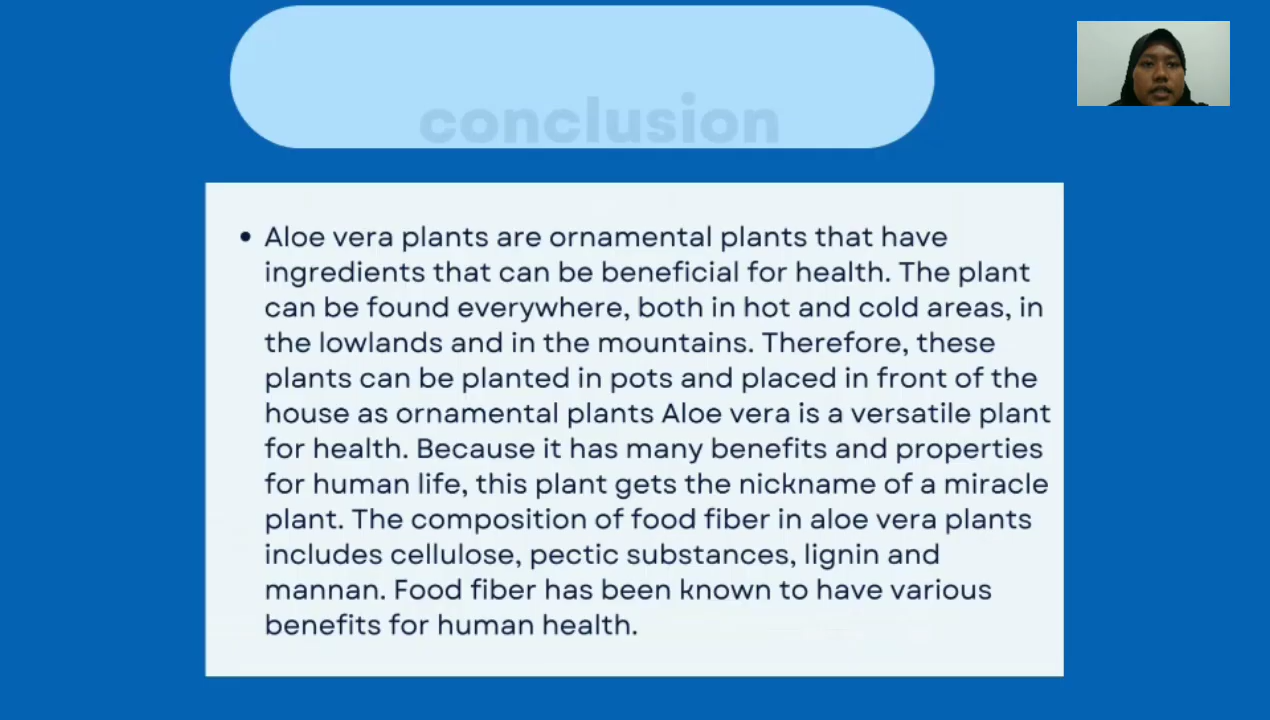 conclusion
• Aloe vera plants are ornamental plants that have
ingredients that can be beneficial for health. The plant
can be found everywhere, both in hot and cold areas, in
the lowlands and in the mountains. Therefore, these
plants can be planted in pots and placed in front of the
house as ornamental plants Aloe vera is a versatile plant
for health. Because it has many benefits and properties
for human life, this plant gets the nickname of a miracle
plant. The composition of food fiber in aloe vera plants
includes cellulose, pectic substances, lignin and
mannan. Food fiber has been known to have various
benefits for human health.